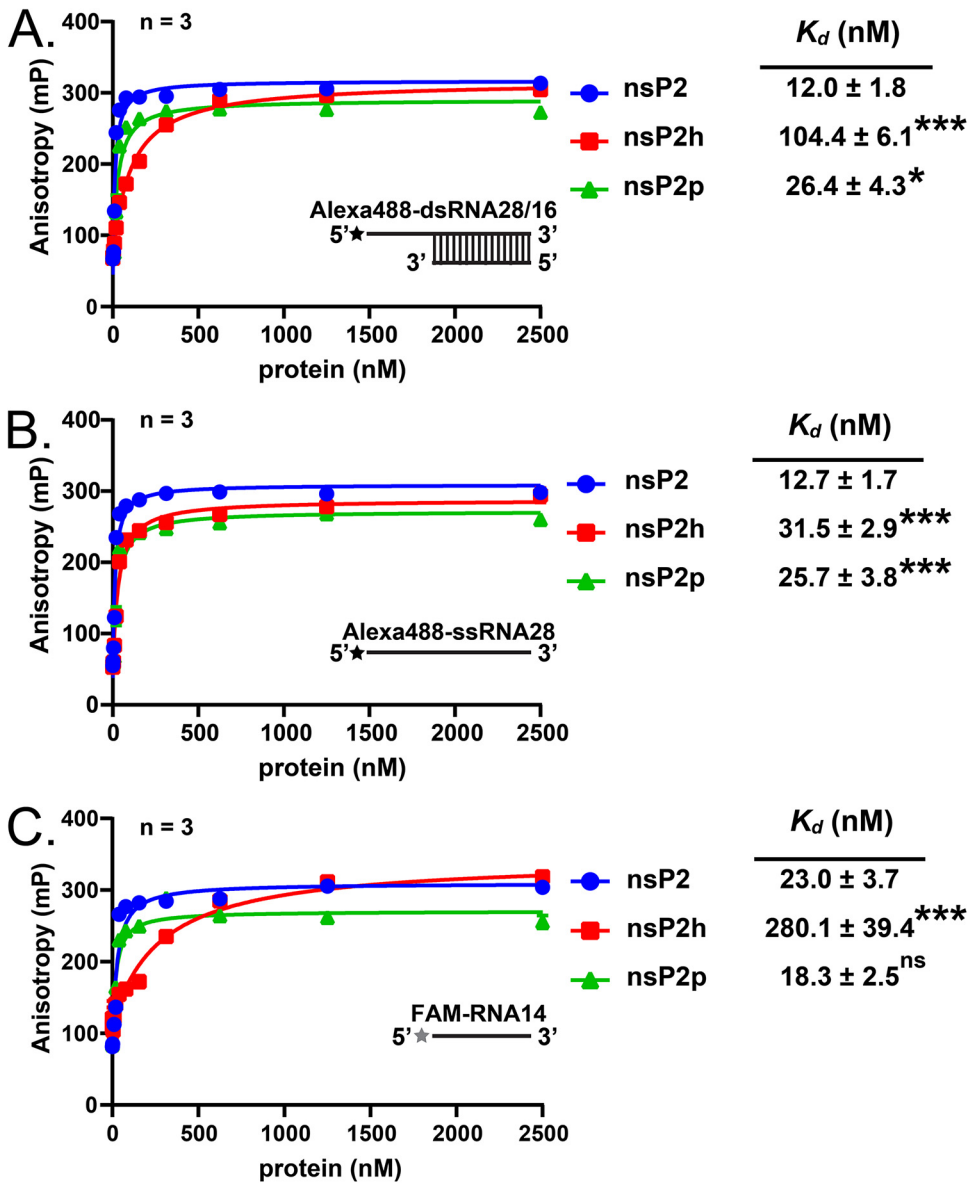 A.
n = 3
Kd (nM)
Anisotropy (mP)
400
300
200
100
0
nsP2 12.0 ± 1.8
nsP2h 104.4 ± 6.1***
nsP2p 26.4 ± 4.3*
Alexa488-dsRNA28/16
5’ 3’
3’ 5’
0 500 1000 1500 2000 2500
protein (nM)
B.
n = 3
Kd (nM)
Anisotropy (mP)
400
300
200
100
0
nsP2 12.7 ± 1.7
nsP2h 31.5 ± 2.9***
nsP2p 25.7 ± 3.8***
Alexa488-ssRNA28
5’ 3’
0 500 1000 1500 2000 2500
protein (nM)
C.
n = 3
Kd (nM)
Anisotropy (mP)
400
300
200
100
0
nsP2 23.0 ± 3.7
nsP2h 280.1 ± 39.4***
nsP2p 18.3 ± 2.5ns
FAM-RNA14
5’ 3’
0 500 1000 1500 2000 2500
protein (nM)